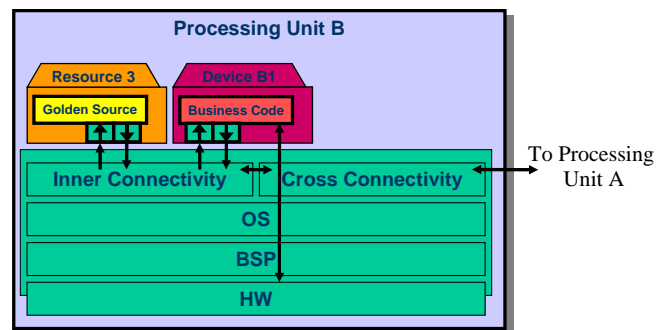 Processing Unit B
Resource 3
Device B1
Golden Source
Business Code
To Processing
Unit A
Inner Connectivity
Cross Connectivity
OS
BSP
HW